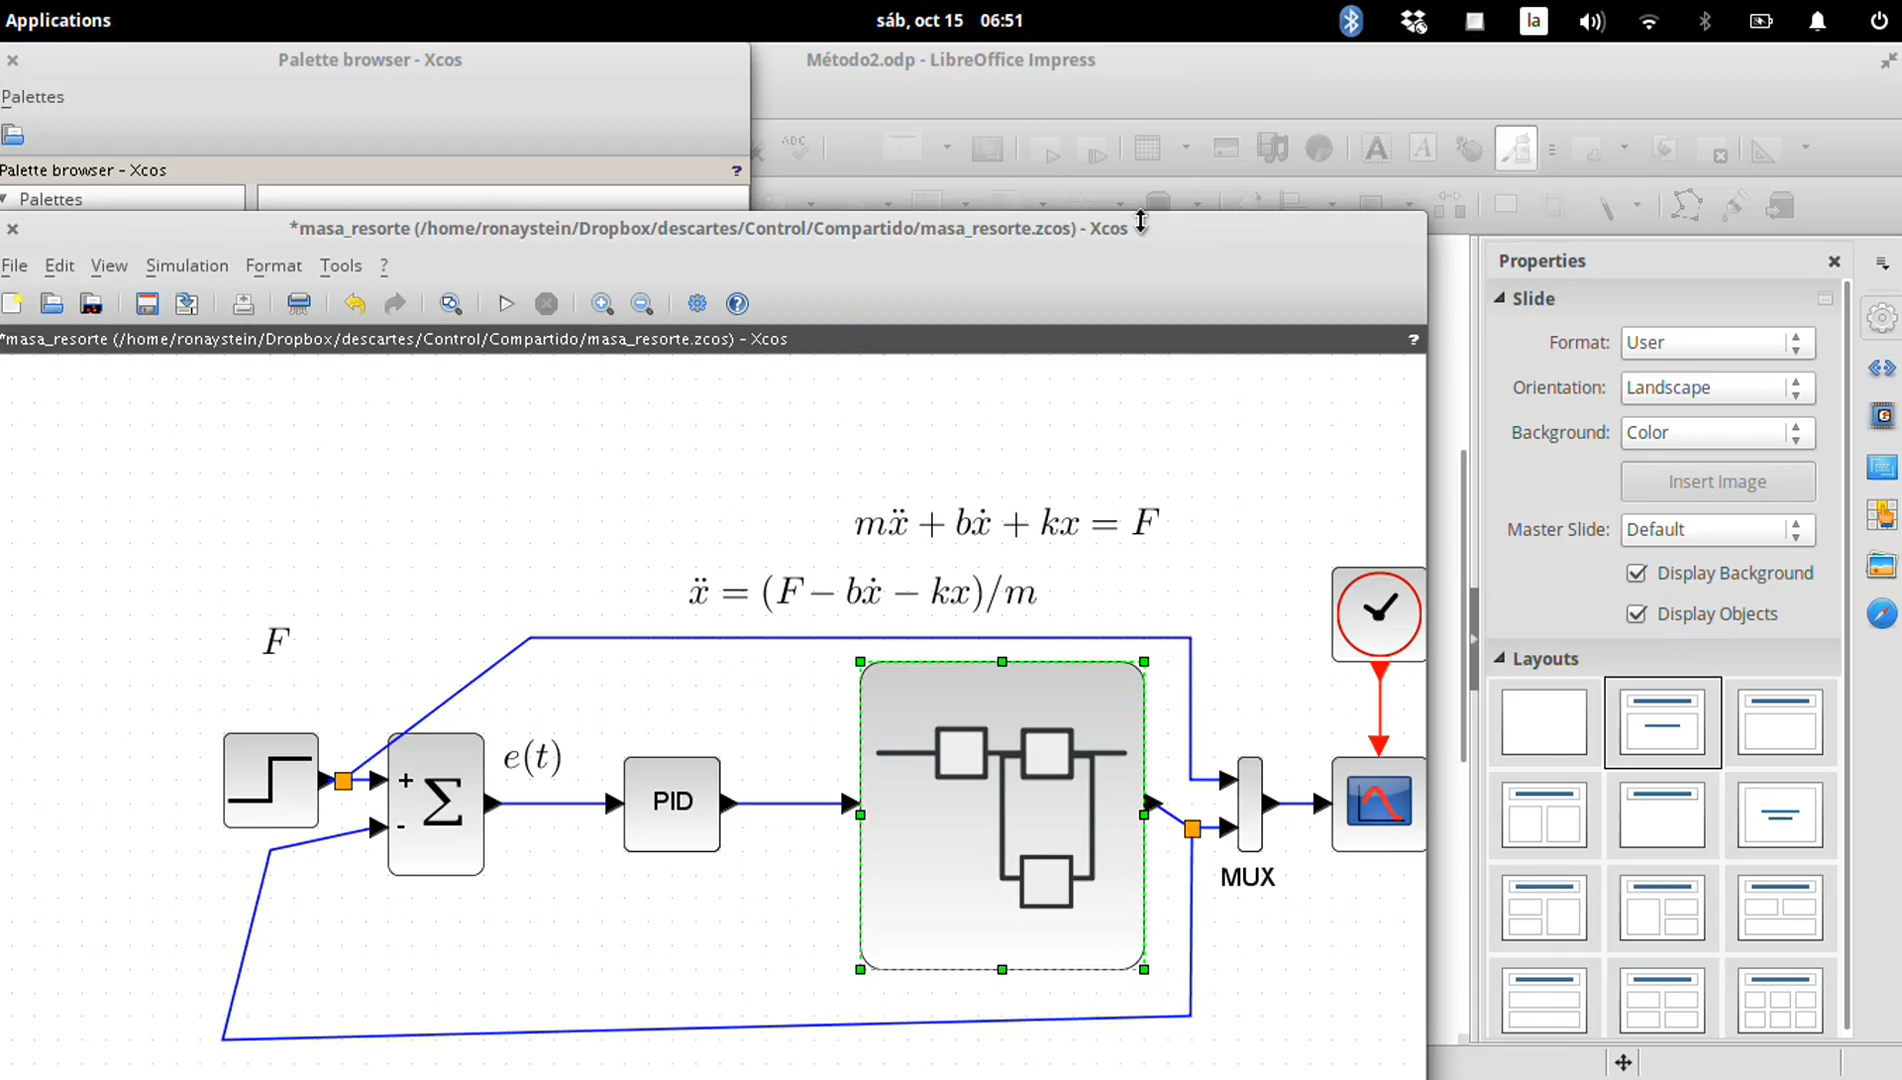 Applications
sáb, oct 15 06:51
la
Palette browser - Xcos
Método2.odp - LibreOffice Impress
Palettes
ABC
Palette browser - Xcos
?
Palettes
*masa_resorte (/home/ronaystein/Dropbox/descartes/Control/Compartido/masa_resorte.zcos) - Xcos
File Edit View Simulation Format Tools ?
*masa_resorte (/home/ronaystein/Dropbox/descartes/Control/Compartido/masa_resorte.zcos) - Xcos
?
mẍ + bẋ + kx = F
ẍ = (F − bẋ − kx)/m
F
e(t)
+
-
Σ
PID
MUX
Properties
Slide
Format: User
Orientation: Landscape
Background: Color
Insert Image
Master Slide: Default
Display Background
Display Objects
Layouts